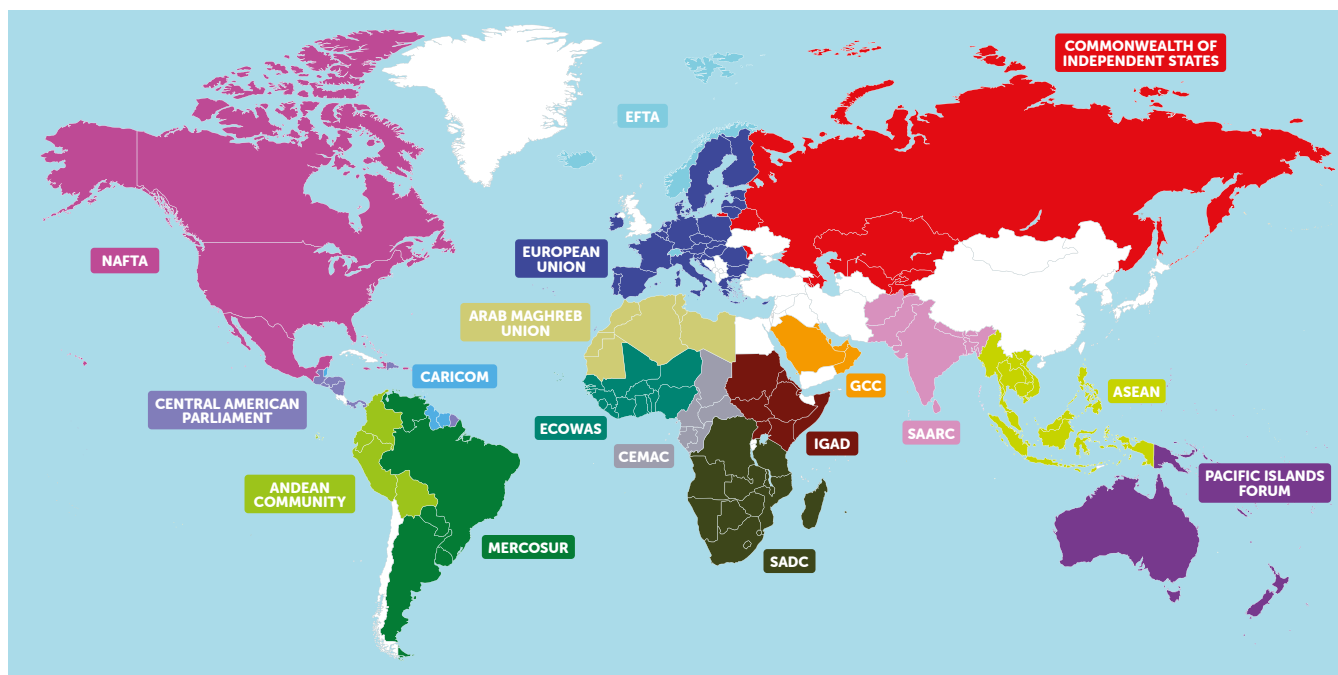 COMMONWEALTH OF
INDEPENDENT STATES
EFTA
NAFTA
EUROPEAN
UNION
ARAB MAGHREB
UNION
CARICOM
GCC
ASEAN
CENTRAL AMERICAN
PARLIAMENT
ECOWAS
SAARC
IGAD
CEMAC
PACIFIC ISLANDS
FORUM
ANDEAN
COMMUNITY
MERCOSUR
SADC